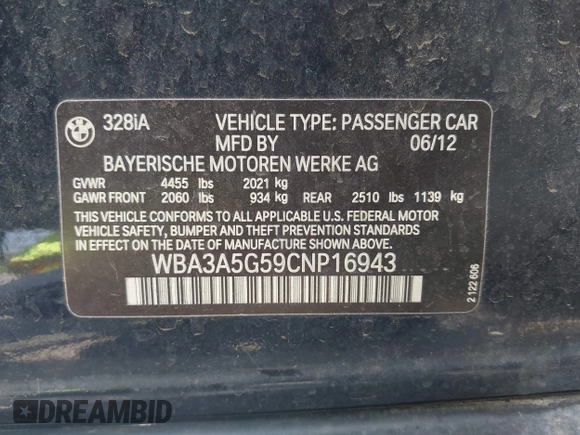 328iA VEHICLE TYPE: PASSENGER CAR
MFD BY 06/12
BAYERISCHE MOTOREN WERKE AG
GVWR 4455 lbs 2021 kg
GAWR FRONT 2060 lbs 934 kg REAR 2510 lbs 1139 kg
THIS VEHICLE CONFORMS TO ALL APPLICABLE U.S. FEDERAL MOTOR
VEHICLE SAFETY, BUMPER AND THEFT PREVENTION STANDARDS
IN EFFECT ON THE DATE OF MANUFACTURE SHOWN ABOVE.
WBA3A5G59CNP16943
2 122 606
DREAMBID